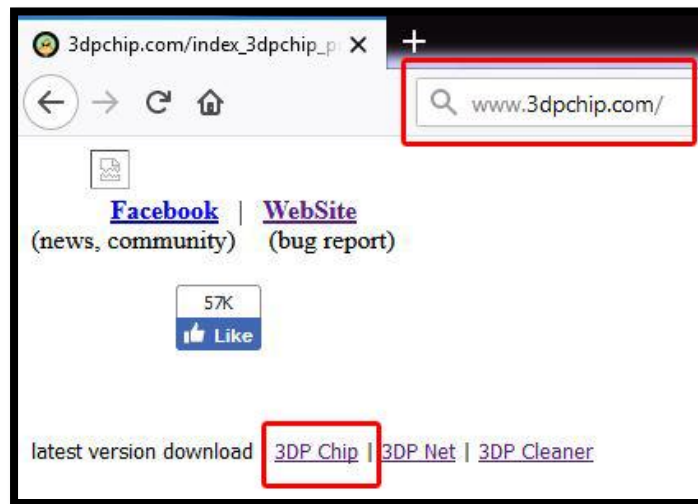 3dpchip.com/index_3dpchip_p
www.3dpchip.com/
Facebook | WebSite
(news, community) (bug report)
57K
Like
latest version download 3DP Chip | 3DP Net | 3DP Cleaner